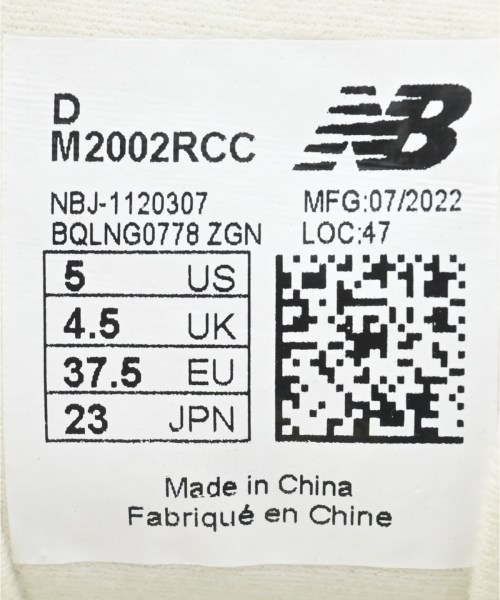 D
M2002RCC
NB
NBJ-1120307
MFG:07/2022
BQLNG0778 ZGN
LOC:47
5 US
4.5 UK
37.5 EU
23 JPN
Made in China
Fabriqué en Chine